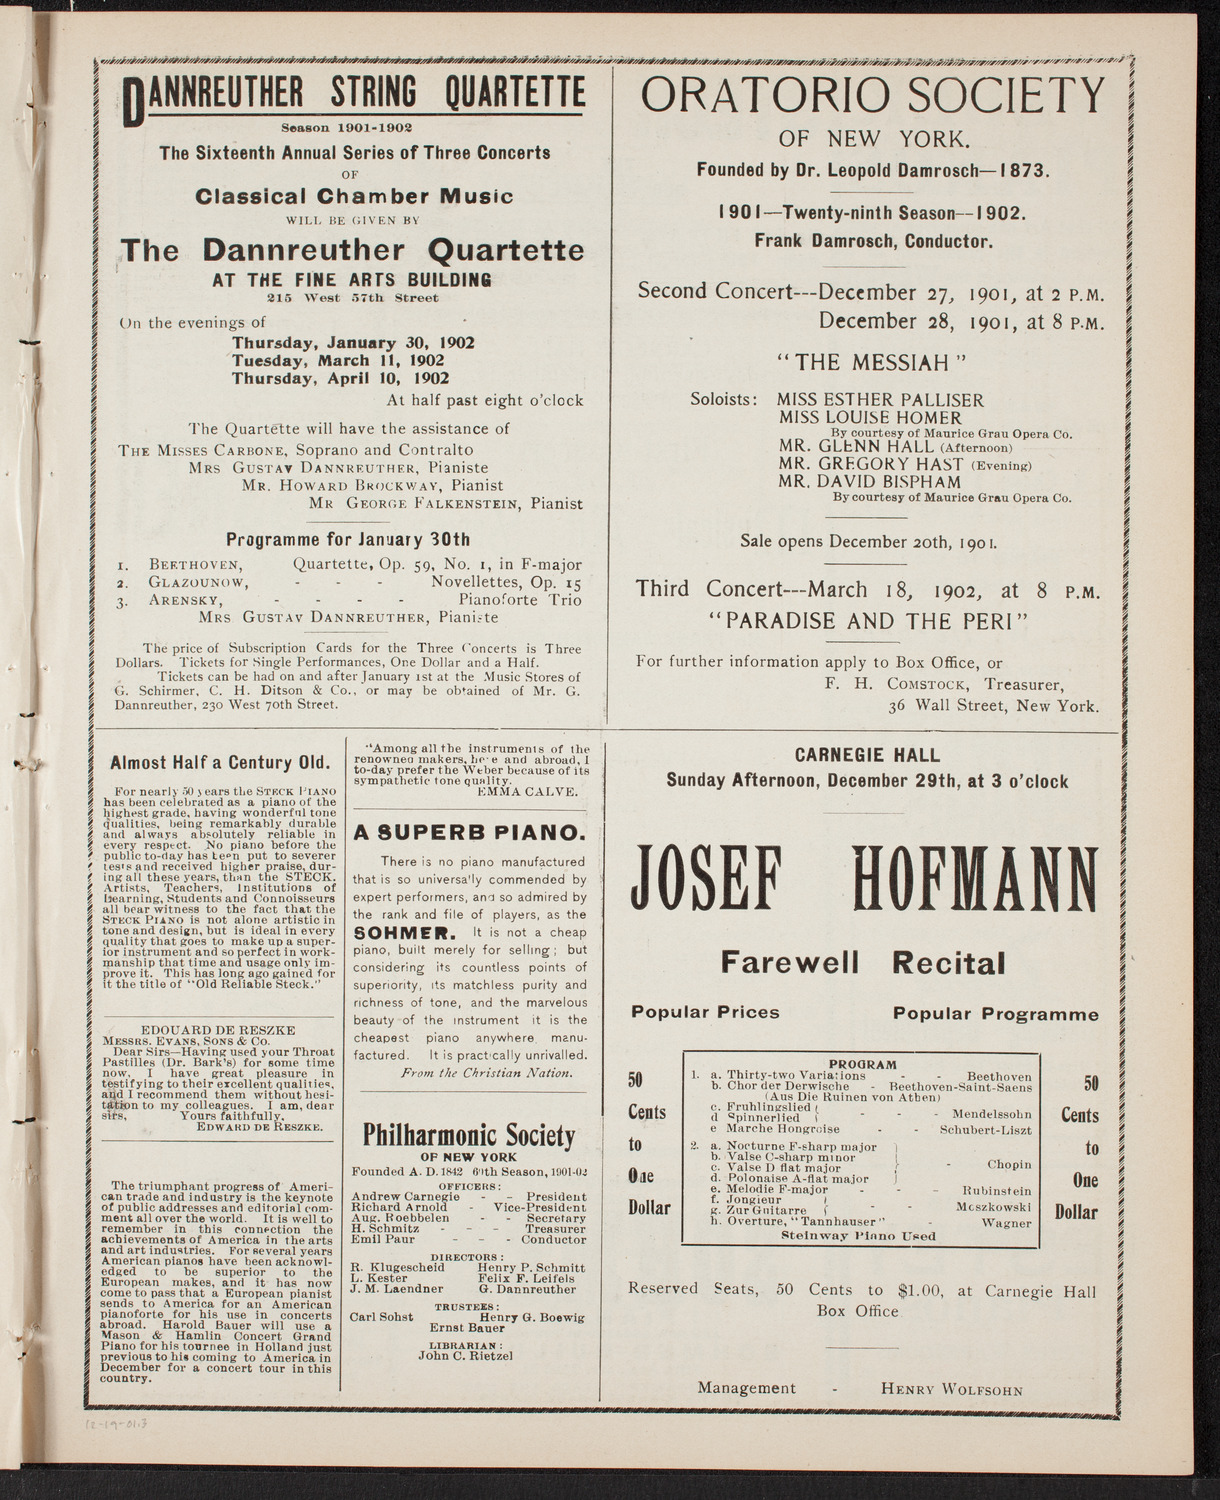 DANNREUTHER STRING QUARTETTE
Season 1901-1902
The Sixteenth Annual Series of Three Concerts
OF
Classical Chamber Music
WILL BE GIVEN BY
The Dannreuther Quartette
AT THE FINE ARTS BUILDING
215 West 57th Street
On the evenings of
Thursday, January 30, 1902
Tuesday, March 11, 1902
Thursday, April 10, 1902
At half past eight o'clock
The Quartette will have the assistance of
THE MISSES CARBONE, Soprano and Contralto
MRS GUSTAV DANNREUTHER, Pianiste
MR. HOWARD BROCKWAY, Pianist
MR GEORGE FALKENSTEIN, Pianist
Programme for January 30th
1. BEETHOVEN, Quartette, Op. 59, No. 1, in F-major
2. GLAZOUNOW, - - - Novellettes, Op. 15
3. ARENSKY, - - - - Pianoforte Trio
MRS GUSTAV DANNREUTHER, Pianiste
The price of Subscription Cards for the Three Concerts is Three
Dollars. Tickets for Single Performances, One Dollar and a Half.
Tickets can be had on and after January 1st at the Music Stores of
G. Schirmer, C. H. Ditson & Co., or may be obtained of Mr. G.
Dannreuther, 230 West 70th Street.
ORATORIO SOCIETY
OF NEW YORK.
Founded by Dr. Leopold Damrosch—1873.
1901—Twenty-ninth Season—1902.
Frank Damrosch, Conductor.
Second Concert---December 27, 1901, at 2 P.M.
December 28, 1901, at 8 P.M.
"THE MESSIAH"
Soloists: MISS ESTHER PALLISER
MISS LOUISE HOMER
By courtesy of Maurice Grau Opera Co.
MR. GLENN HALL (Afternoon)
MR. GREGORY HAST (Evening)
MR. DAVID BISPHAM
By courtesy of Maurice Grau Opera Co.
Sale opens December 20th, 1901.
Third Concert---March 18, 1902, at 8 P.M.
"PARADISE AND THE PERI"
For further information apply to Box Office, or
F. H. COMSTOCK, Treasurer,
36 Wall Street, New York.
Almost Half a Century Old.
For nearly 50 years the STECK PIANO
has been celebrated as a piano of the
highest grade, having wonderful tone
qualities, being remarkably durable
and always absolutely reliable in
every respect. No piano before the
public to-day has been put to severer
tests and received higher praise, dur-
ing all these years, than the STECK.
Artists, Teachers, Institutions of
Learning, Students and Connoisseurs
all bear witness to the fact that the
STECK PIANO is not alone artistic in
tone and design, but is ideal in every
quality that goes to make up a super-
ior instrument and so perfect in work-
manship that time and usage only im-
prove it. This has long ago gained for
it the title of "Old Reliable Steck."
EDOUARD DE RESZKE
MESSRS. EVANS, SONS & CO.
Dear Sirs—Having used your Throat
Pastilles (Dr. Bark's) for some time
now, I have great pleasure in
testifying to their excellent qualities,
and I recommend them without hesi-
tation to my colleagues. I am, dear
sirs, Yours faithfully,
EDWARD DE RESZKE.
The triumphant progress of Ameri-
can trade and industry is the keynote
of public addresses and editorial com-
ment all over the world. It is well to
remember in this connection the
achievements of America in the arts
and art industries. For several years
American pianos have been acknowl-
edged to be superior to the
European makes, and it has now
come to pass that a European pianist
sends to America for an American
pianoforte for his use in concerts
abroad. Harold Bauer will use a
Mason & Hamlin Concert Grand
Piano for his tournee in Holland just
previous to his coming to America in
December for a concert tour in this
country.
"Among all the instruments of the
renowned makers, here and abroad, I
to-day prefer the Weber because of its
sympathetic tone quality.
EMMA CALVE.
A SUPERB PIANO.
There is no piano manufactured
that is so universally commended by
expert performers, and so admired by
the rank and file of players, as the
SOHMER. It is not a cheap
piano, built merely for selling; but
considering its countless points of
superiority, its matchless purity and
richness of tone, and the marvelous
beauty of the instrument it is the
cheapest piano anywhere manu-
factured. It is practically unrivalled.
From the Christian Nation.
Philharmonic Society
OF NEW YORK
Founded A. D. 1842 60th Season, 1901-02
OFFICERS:
Andrew Carnegie - - President
Richard Arnold - Vice-President
Aug. Roebbelen - - Secretary
H. Schmitz - - - Treasurer
Emil Paur - - - Conductor
DIRECTORS:
R. Klugescheid Henry P. Schmitt
L. Kester Felix F. Leifels
J. M. Laendner G. Dannreuther
TRUSTEES:
Carl Sohst Henry G. Boewig
Ernst Bauer
LIBRARIAN:
John C. Rietzel
CARNEGIE HALL
Sunday Afternoon, December 29th, at 3 o'clock
JOSEF HOFMANN
Farewell Recital
Popular Prices Popular Programme
50
Cents
to
One
Dollar
PROGRAM
1. a. Thirty-two Variations - - Beethoven
b. Chor der Derwische - Beethoven-Saint-Saens
(Aus Die Ruinen von Athen)
c. Fruhlingslied
d Spinnerlied - - - Mendelssohn
e Marche Hongroise - - Schubert-Liszt
2. a. Nocturne F-sharp major
b. Valse C-sharp minor
c. Valse D flat major - Chopin
d. Polonaise A-flat major
e. Melodie F-major - - - Rubinstein
f. Jongleur
g. Zur Guitarre - - - Moszkowski
h. Overture, "Tannhauser" - Wagner
Steinway Piano Used
50
Cents
to
One
Dollar
Reserved Seats, 50 Cents to $1.00, at Carnegie Hall
Box Office
Management - HENRY WOLFSOHN
12-19-01.3